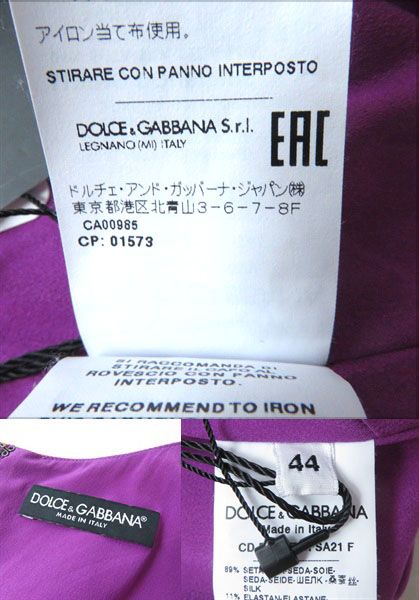 アイロン当て布使用。
STIRARE CON PANNO INTERPOSTO
DOLCE & GABBANA S.r.l.
LEGNANO (MI) ITALY
EAC
ドルチェ・アンド・ガッバーナ・ジャパン(株)
東京都港区北青山3-6-7-8F
CA00985
CP: 01573
SI RACCOMANDA DI
STIRARE IL CAPO AL
ROVESCIO CON PANNO
INTERPOSTO.
WE RECOMMEND TO IRON
DOLCE & GABBANA®
MADE IN ITALY
44
DOLCE & GABBANA
Made in Italy
SA21 F
SEDA-SOIE-
SEDA-SEIDE-ШЕЛК-桑蚕丝-
SILK
11% ELASTAN-ELASTANE-